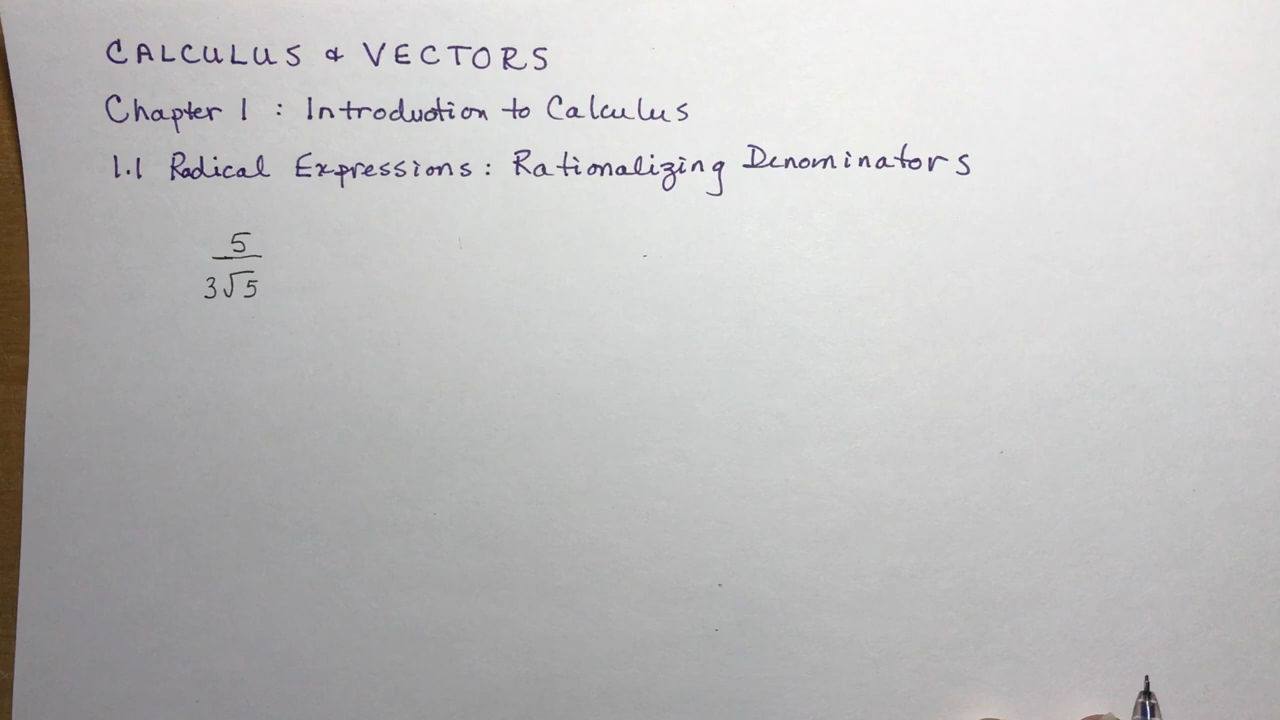 CALCULUS & VECTORS
Chapter 1 : Introduction to Calculus
1.1 Radical Expressions: Rationalizing Denominators
5
3√5